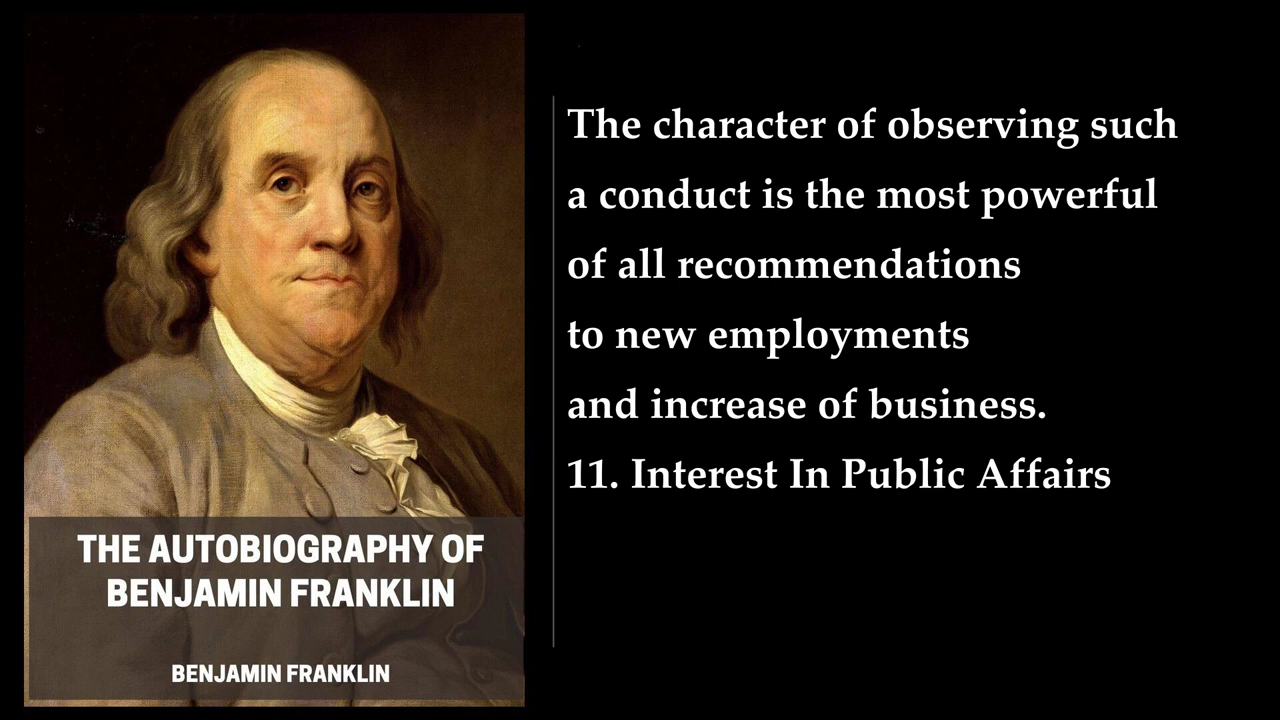 The character of observing such
a conduct is the most powerful
of all recommendations
to new employments
and increase of business.
11. Interest In Public Affairs
THE AUTOBIOGRAPHY OF
BENJAMIN FRANKLIN
BENJAMIN FRANKLIN